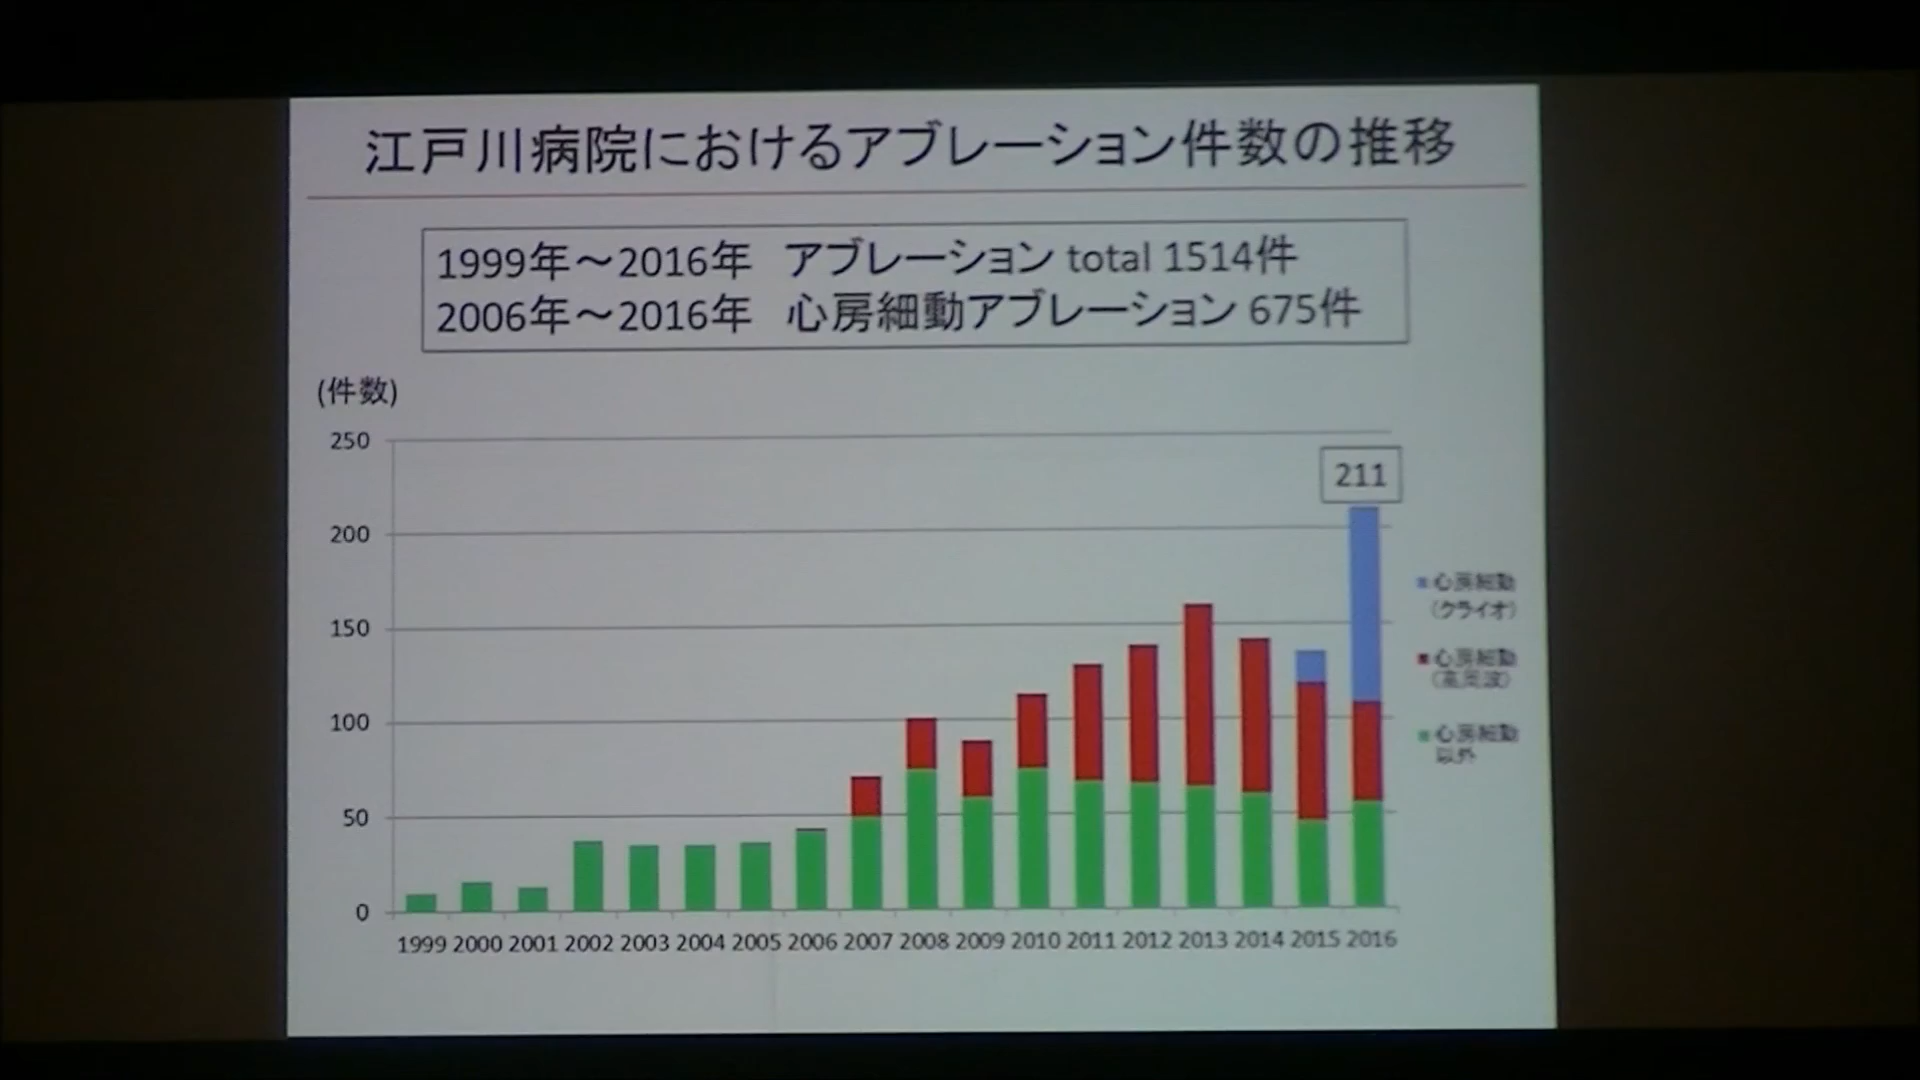 江戸川病院におけるアブレーション件数の推移
1999年～2016年 アブレーション total 1514件
2006年～2016年 心房細動アブレーション 675件
(件数)
250
200
150
100
50
0
211
心房細動
(クライオ)
心房細動
(高周波)
心房細動
以外
1999 2000 2001 2002 2003 2004 2005 2006 2007 2008 2009 2010 2011 2012 2013 2014 2015 2016